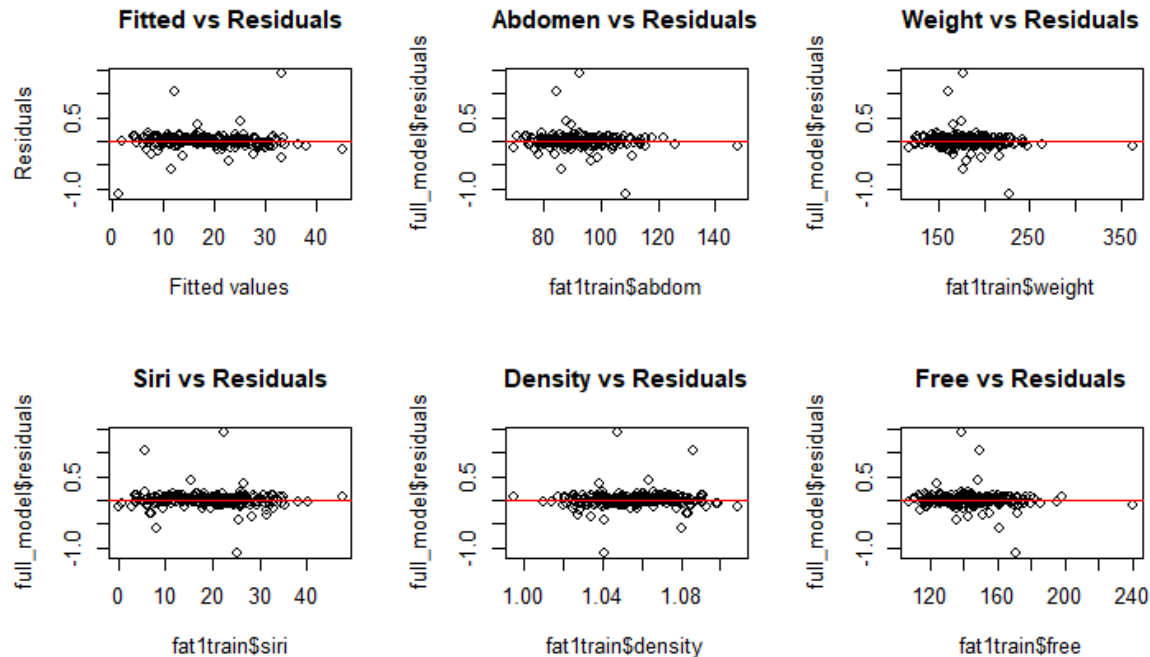 Fitted vs Residuals
Residuals
-1.0
0.5
0
10
20
30
40
Fitted values
Abdomen vs Residuals
full_model$residuals
-1.0
0.5
80
100
120
140
fat1train$abdom
Weight vs Residuals
full_model$residuals
-1.0
0.5
150
250
350
fat1train$weight
Siri vs Residuals
full_model$residuals
-1.0
0.5
0
10
20
30
40
fat1train$siri
Density vs Residuals
full_model$residuals
-1.0
0.5
1.00
1.04
1.08
fat1train$density
Free vs Residuals
full_model$residuals
-1.0
0.5
120
160
200
240
fat1train$free